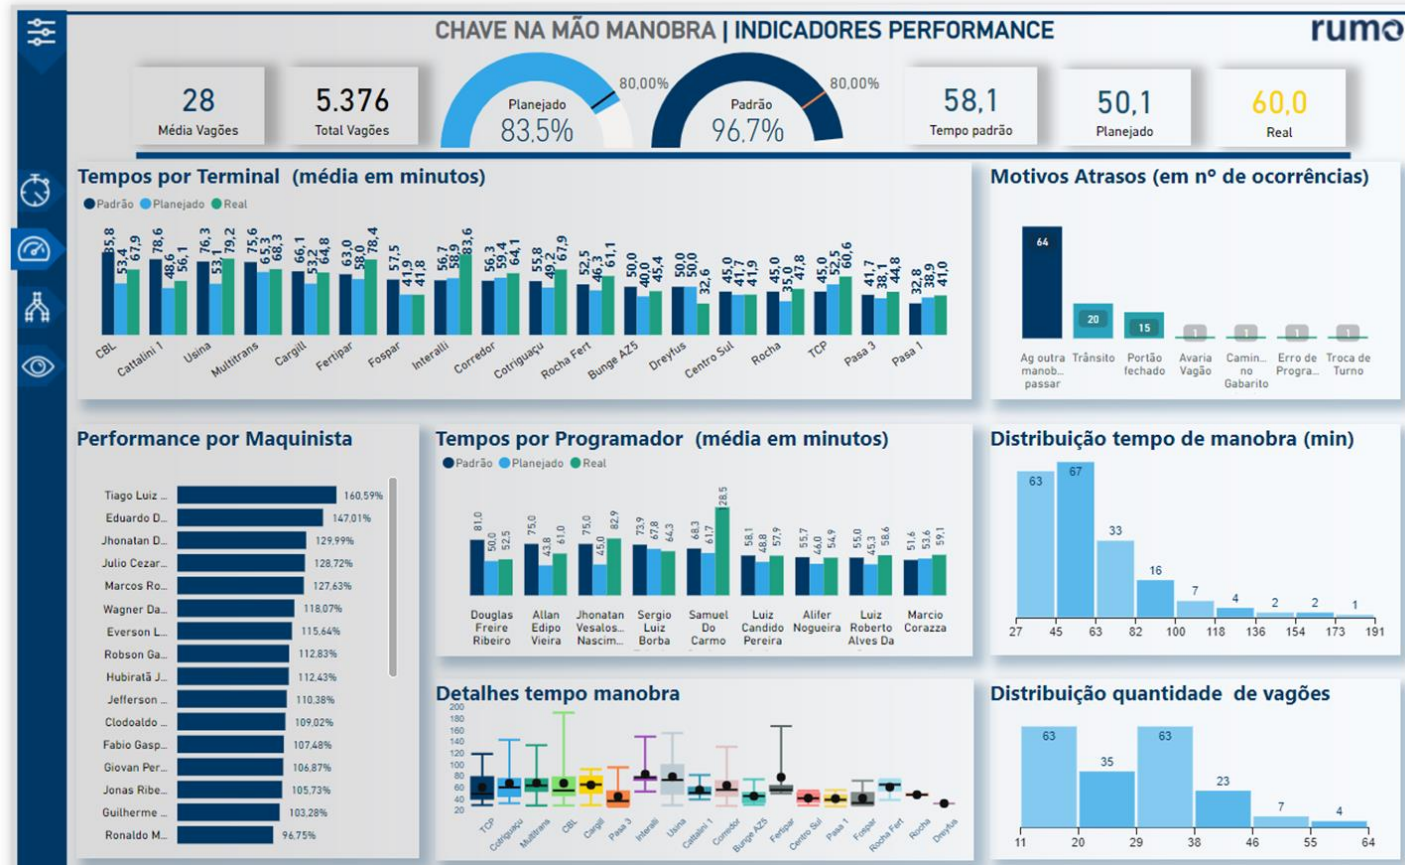 CHAVE NA MÃO MANOBRA | INDICADORES PERFORMANCE
rumo
28
Média Vagões
5.376
Total Vagões
Planejado
83,5%
80,00%
Padrão
96,7%
80,00%
58,1
Tempo padrão
50,1
Planejado
60,0
Real
Tempos por Terminal (média em minutos)
Padrão Planejado Real
85,8 53,4 67,9 78,6 48,6 56,1 76,3 53,1 79,2 75,6 65,3 68,3 66,1 53,2 64,8 63,0 58,0 78,4 57,5 41,9 41,8 56,7 58,9 83,6 56,3 59,4 64,1 55,8 49,2 67,9 52,5 46,3 61,1 50,0 40,0 45,4 50,0 50,0 32,6 45,0 41,7 41,9 45,0 35,0 47,8 45,0 52,5 60,6 41,7 38,1 44,8 32,8 38,9 41,0
CBL Cattalini 1 Usina Multitrans Cargill Fertipar Fospar Interalli Corredor Cotriguaçu Rocha Fert Bunge AZ5 Dreyfus Centro Sul Rocha TCP Pasa 3 Pasa 1
Motivos Atrasos (em nº de ocorrências)
64
20
15
1 1 1 1
Ag outra manob... passar
Trânsito
Portão fechado
Avaria Vagão
Camin... no Gabarito
Erro de Progra...
Troca de Turno
Performance por Maquinista
Tiago Luiz ... 160,59%
Eduardo D... 147,01%
Jhonatan D... 129,99%
Julio Cezar... 128,72%
Marcos Ro... 127,63%
Wagner Da... 118,07%
Everson L... 115,64%
Robson Ga... 112,83%
Hubiratã J... 112,43%
Jefferson ... 110,38%
Clodoaldo ... 109,02%
Fabio Gasp... 107,48%
Giovan Per... 106,87%
Jonas Ribe... 105,73%
Guilherme ... 103,28%
Ronaldo M... 96,75%
Tempos por Programador (média em minutos)
Padrão Planejado Real
81,0 50,0 52,5 75,0 43,8 61,0 75,0 45,0 82,9 73,9 67,8 64,3 68,3 61,7 128,5 58,1 48,8 57,9 55,7 46,0 54,9 55,0 45,3 58,6 51,6 53,6 59,1
Douglas Freire Ribeiro
Allan Edipo Vieira
Jhonatan Vesalos... Nascim...
Sergio Luiz Borba
Samuel Do Carmo
Luiz Candido Pereira
Alifer Nogueira
Luiz Roberto Alves Da
Marcio Corazza
Distribuição tempo de manobra (min)
63 67 33 16 7 4 2 2 1
27 45 63 82 100 118 136 154 173 191
Detalhes tempo manobra
200
180
160
140
120
100
80
60
40
20
TCP Cotriguaçu Multitrans CBL Cargill Pasa 3 Interalli Usina Cattalini 1 Corredor Bunge AZ5 Fertipar Centro Sul Pasa 1 Fospar Rocha Fert Rocha Dreyfus
Distribuição quantidade de vagões
63 35 63 23 7 4
11 20 29 38 46 55 64